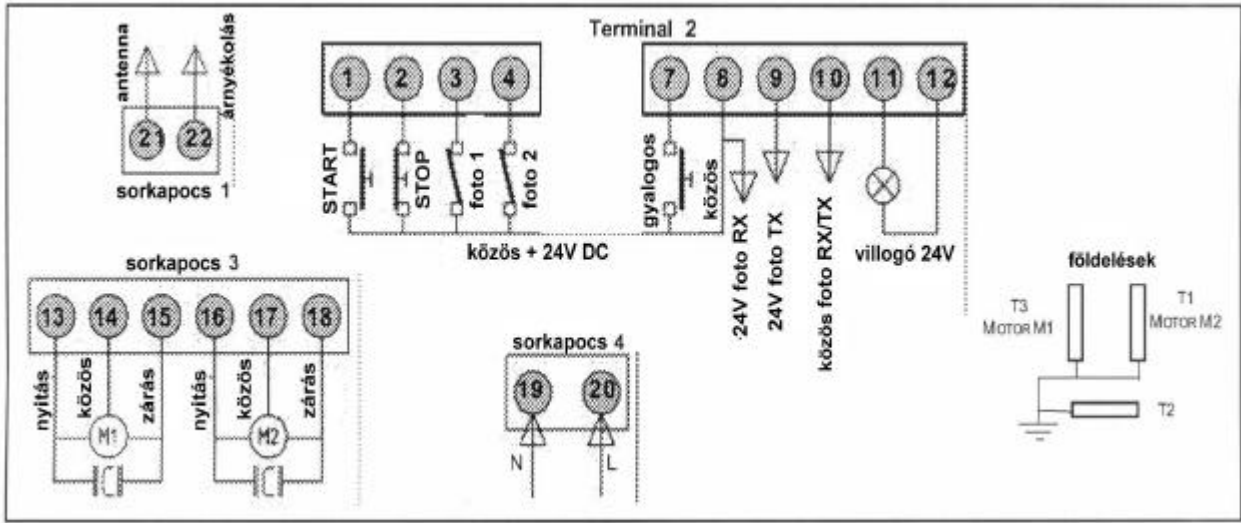 antenna
árnyékolás
21 22
sorkapocs 1
Terminal 2
1 2 3 4
START
STOP
foto 1
foto 2
közös + 24V DC
7 8 9 10 11 12
gyalogos
közös
24V foto RX
24V foto TX
közös foto RX/TX
villogó 24V
sorkapocs 3
13 14 15 16 17 18
nyitás
közös
zárás
nyitás
közös
zárás
M1
M2
sorkapocs 4
19 20
N L
földelések
T3
MOTOR M1
T1
MOTOR M2
T2